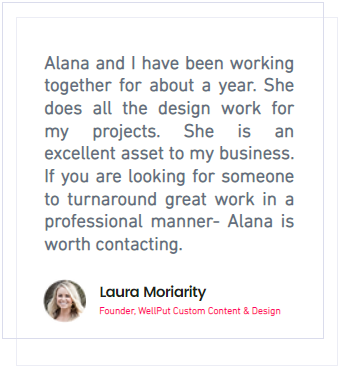 Alana and I have been working
together for about a year. She
does all the design work for
my projects. She is an
excellent asset to my business.
If you are looking for someone
to turnaround great work in a
professional manner- Alana is
worth contacting.
Laura Moriarity
Founder, WellPut Custom Content & Design